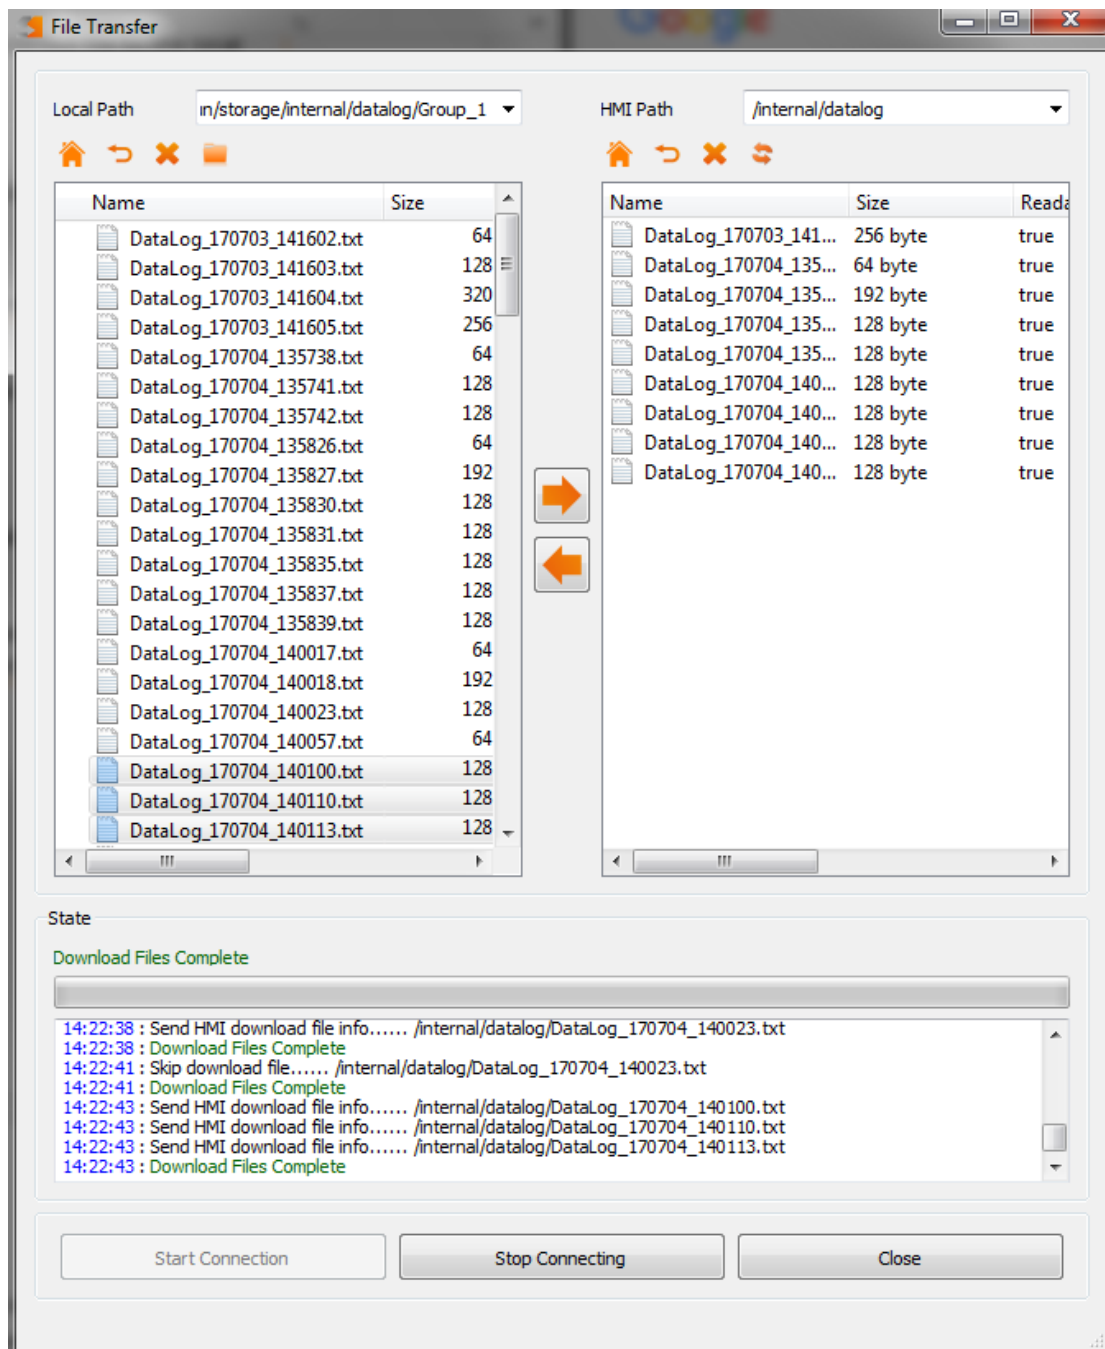 Google
File Transfer
Local Path
ın/storage/internal/datalog/Group_1
HMI Path
/internal/datalog
Name Size
DataLog_170703_141602.txt 64
DataLog_170703_141603.txt 128
DataLog_170703_141604.txt 320
DataLog_170703_141605.txt 256
DataLog_170704_135738.txt 64
DataLog_170704_135741.txt 128
DataLog_170704_135742.txt 128
DataLog_170704_135826.txt 64
DataLog_170704_135827.txt 192
DataLog_170704_135830.txt 128
DataLog_170704_135831.txt 128
DataLog_170704_135835.txt 128
DataLog_170704_135837.txt 128
DataLog_170704_135839.txt 128
DataLog_170704_140017.txt 64
DataLog_170704_140018.txt 192
DataLog_170704_140023.txt 128
DataLog_170704_140057.txt 64
DataLog_170704_140100.txt 128
DataLog_170704_140110.txt 128
DataLog_170704_140113.txt 128
Name Size Reada
DataLog_170703_141... 256 byte true
DataLog_170704_135... 64 byte true
DataLog_170704_135... 192 byte true
DataLog_170704_135... 128 byte true
DataLog_170704_135... 128 byte true
DataLog_170704_140... 128 byte true
DataLog_170704_140... 128 byte true
DataLog_170704_140... 128 byte true
DataLog_170704_140... 128 byte true
State
Download Files Complete
14:22:38 : Send HMI download file info...... /internal/datalog/DataLog_170704_140023.txt
14:22:38 : Download Files Complete
14:22:41 : Skip download file...... /internal/datalog/DataLog_170704_140023.txt
14:22:41 : Download Files Complete
14:22:43 : Send HMI download file info...... /internal/datalog/DataLog_170704_140100.txt
14:22:43 : Send HMI download file info...... /internal/datalog/DataLog_170704_140110.txt
14:22:43 : Send HMI download file info...... /internal/datalog/DataLog_170704_140113.txt
14:22:43 : Download Files Complete
Start Connection
Stop Connecting
Close